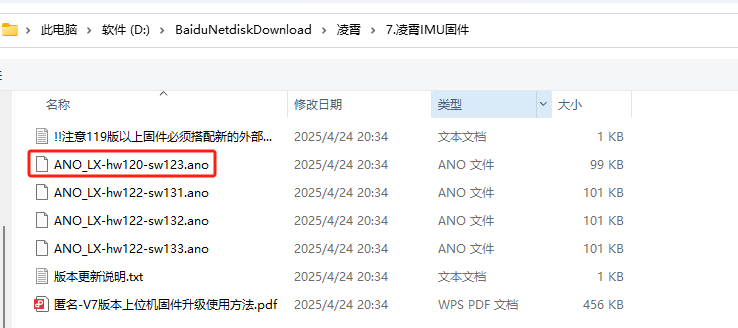 此电脑 > 软件 (D:) > BaiduNetdiskDownload > 凌霄 > 7.凌霄IMU固件
名称 修改日期 类型 大小
!!注意119版以上固件必须搭配新的外部... 2025/4/24 20:34 文本文档 1 KB
ANO_LX-hw120-sw123.ano 2025/4/24 20:34 ANO 文件 99 KB
ANO_LX-hw122-sw131.ano 2025/4/24 20:34 ANO 文件 101 KB
ANO_LX-hw122-sw132.ano 2025/4/24 20:34 ANO 文件 101 KB
ANO_LX-hw122-sw133.ano 2025/4/24 20:34 ANO 文件 101 KB
版本更新说明.txt 2025/4/24 20:34 文本文档 1 KB
匿名-V7版本上位机固件升级使用方法.pdf 2025/4/24 20:34 WPS PDF 文档 456 KB